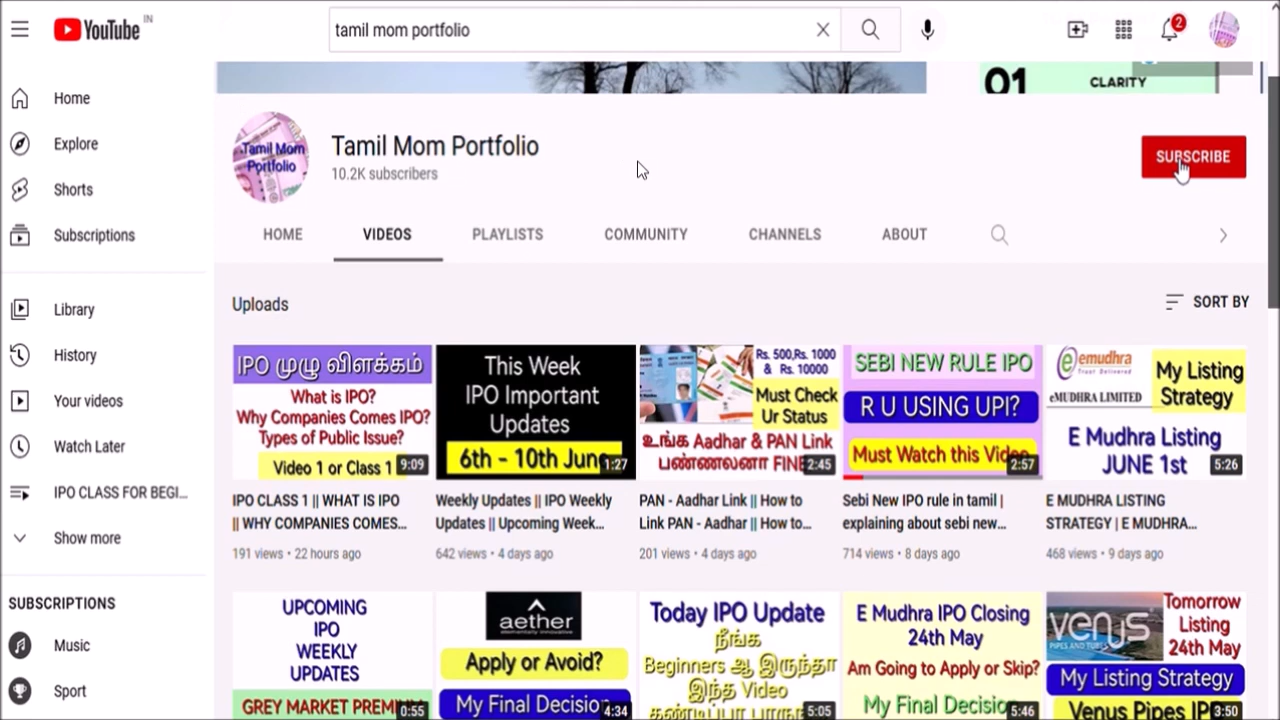 YouTube IN
tamil mom portfolio
2
Home
Explore
Shorts
Subscriptions
Library
History
Your videos
Watch Later
IPO CLASS FOR BEGI...
Show more
SUBSCRIPTIONS
Music
Sport
01
CLARITY
Tamil Mom
Portfolio
Tamil Mom Portfolio
10.2K subscribers
SUBSCRIBE
HOME VIDEOS PLAYLISTS COMMUNITY CHANNELS ABOUT
Uploads
SORT BY
IPO முழு விளக்கம்
What is IPO?
Why Companies Comes IPO?
Types of Public Issue?
Video 1 or Class 1
9:09
IPO CLASS 1 || WHAT IS IPO
|| WHY COMPANIES COMES...
191 views • 22 hours ago
This Week
IPO Important
Updates
6th - 10th June
1:27
Weekly Updates || IPO Weekly
Updates || Upcoming Week...
642 views • 4 days ago
Rs. 500,Rs. 1000
& Rs. 10000
Must Check
Ur Status
உங்க Aadhar & PAN Link
பண்ணலனா FINE
2:45
PAN - Aadhar Link || How to
Link PAN - Aadhar || How to...
201 views • 4 days ago
SEBI NEW RULE IPO
R U USING UPI?
Must Watch this Video
2:57
Sebi New IPO rule in tamil |
explaining about sebi new...
714 views • 8 days ago
emudhra
Trust Delivered
eMUDHRA LIMITED
My Listing
Strategy
E Mudhra Listing
JUNE 1st
5:26
E MUDHRA LISTING
STRATEGY | E MUDHRA...
468 views • 9 days ago
UPCOMING
IPO
WEEKLY
UPDATES
GREY MARKET PREMI
0:55
aether
Apply or Avoid?
My Final Decision
4:34
Today IPO Update
நீங்க
Beginners ஆ இருந்தா
இந்த Video
கண்டிப்பா பாருங்க
5:05
E Mudhra IPO Closing
24th May
Am Going to Apply or Skip?
My Final Decision
5:46
venus
PIPES AND TUBES
Tomorrow
Listing
24th May
My Listing Strategy
Venus Pipes IP
3:50